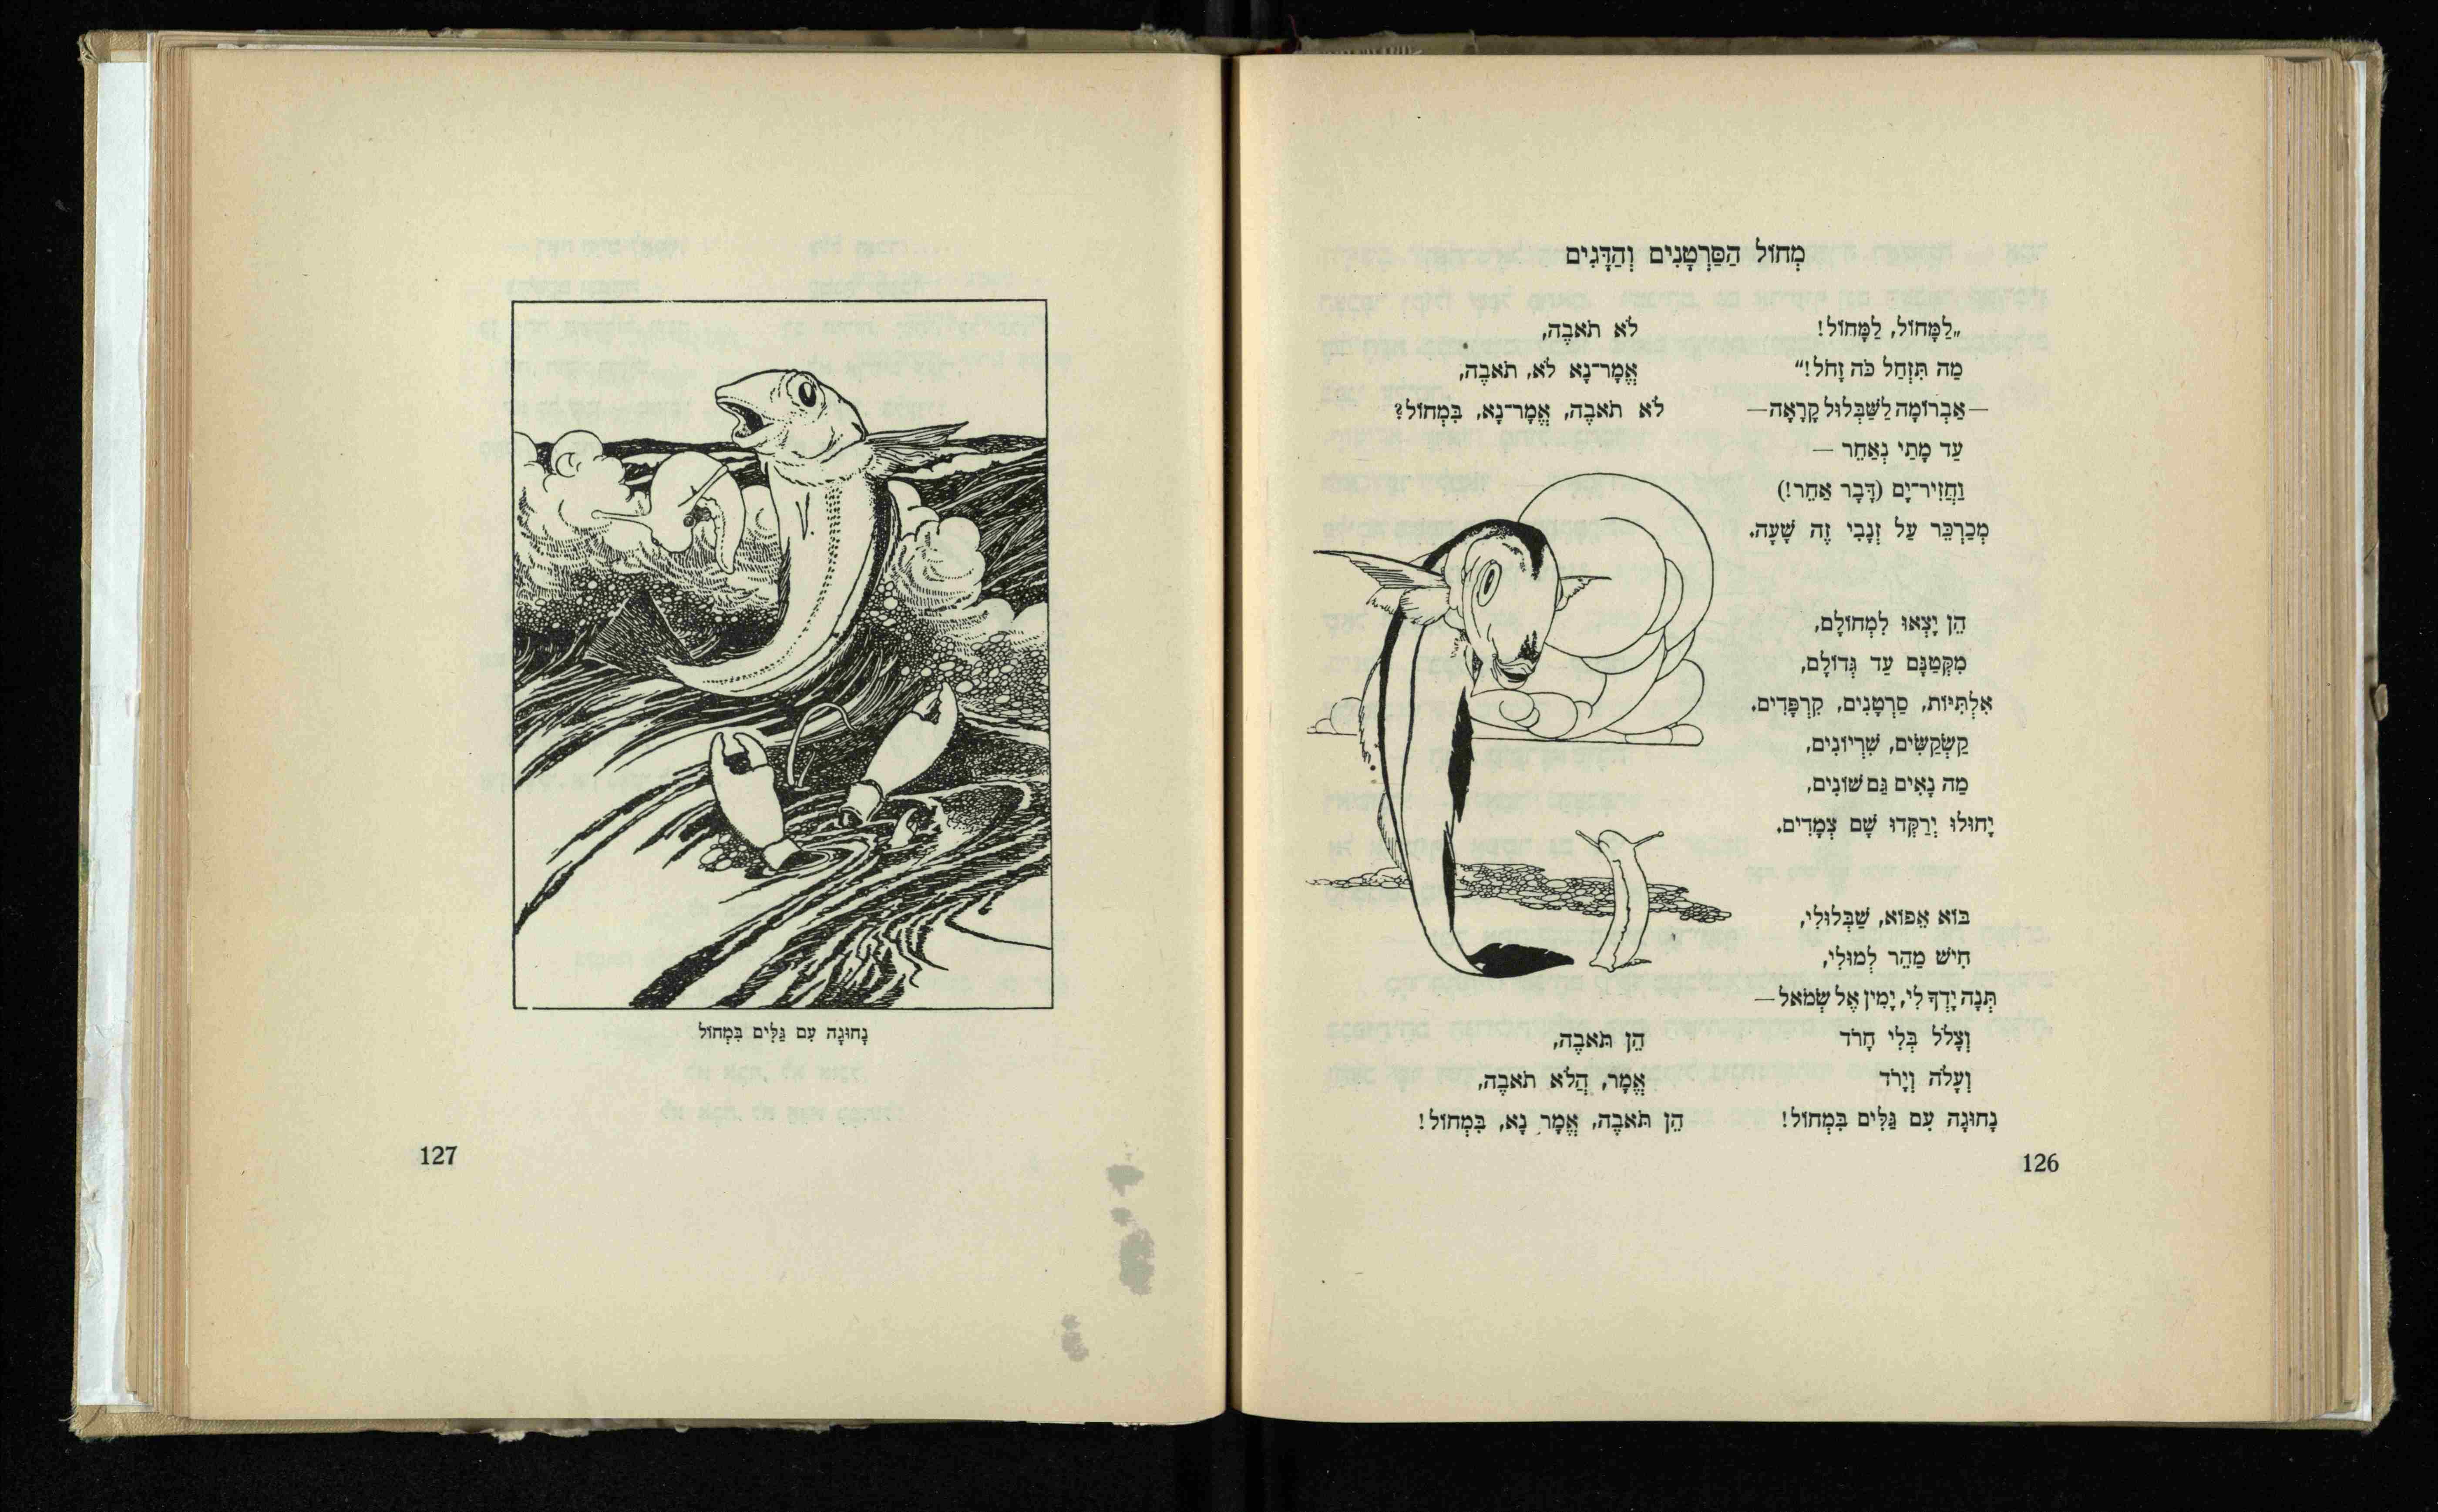 מְחוֹל הַסַּרְטָנִים וְהַדָּגִים
„לַמָּחוֹל, לַמָּחוֹל!
מַה תִּזְחַל כֹּה זָחֹל!“
—אַבְרוֹמָה לַשַּׁבְּלוּל קָרָאָה—
עַד מָתַי נְאַחֵר —
וַחֲזִיר־יָם (דָּבָר אַחֵר!)
מְכַרְכֵּר עַל זְנָבִי זֶה שָׁעָה.
הֵן יָצְאוּ לִמְחוֹלָם,
מִקְּטַנָּם עַד גְּדוֹלָם,
אִלְתִּיּוֹת, סַרְטָנִים, קִרְפָּדִים.
קַשְׂקַשִּׂים, שִׁרְיוֹנִים,
מַה נָאִים גַּם שׁוֹנִים,
יָחוּלוּ יְרַקְּדוּ שָׁם צְמָדִים.
בּוֹא אֵפוֹא, שַׁבְּלוּלִי,
חִישׁ מַהֵר לְמוּלִי,
תְּנָה יָדְךָ לִי, יָמִין אֶל שְׂמֹאל—
וְצָלֹל בְּלִי חָרֹד
וְעָלֹה וְיָרֹד
נָחוּגָה עִם גַּלִּים בִּמְחוֹל!
לֹא תֹאבֶה,
אֱמָר־נָא לֹא, תֹאבֶה,
לֹא תֹאבֶה, אֱמָר־נָא, בִּמְחוֹל?
הֵן תֹּאבֶה,
אֱמָר, הֲלֹא תֹאבֶה,
הֵן תֹּאבֶה, אֱמָר נָא, בִּמְחוֹל!
126
נָחוּגָה עִם גַּלִּים בִּמְחוֹל
127